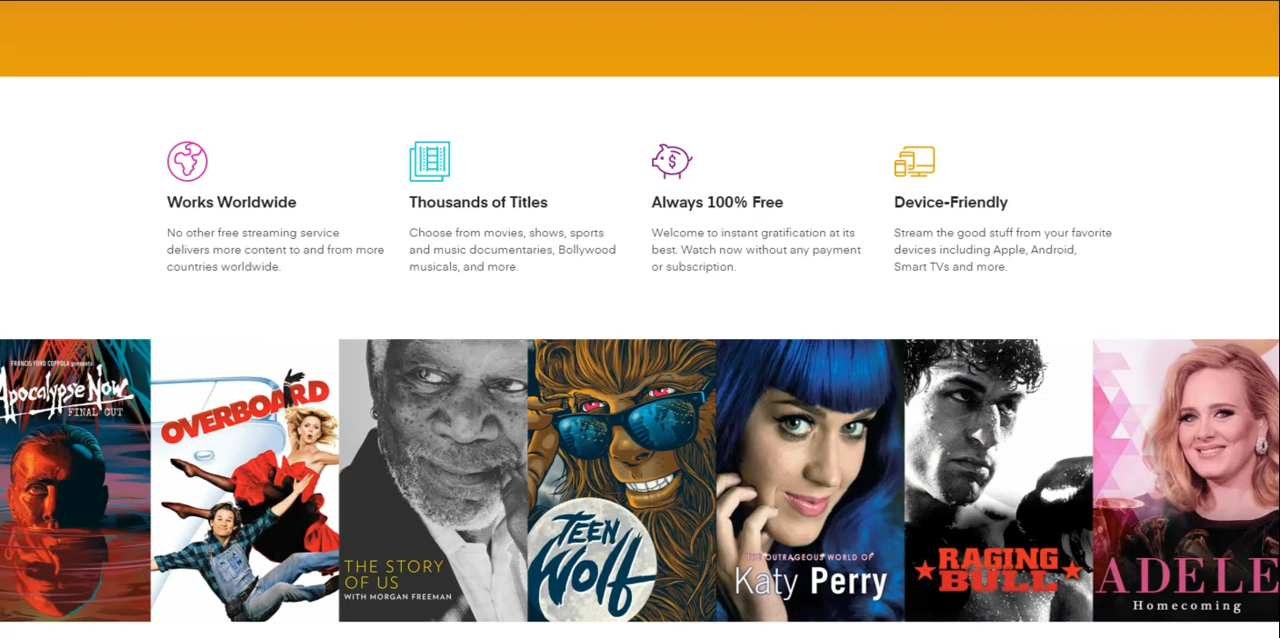 Works Worldwide
No other free streaming service
delivers more content to and from more
countries worldwide.
Thousands of Titles
Choose from movies, shows, sports
and music documentaries, Bollywood
musicals, and more.
Always 100% Free
Welcome to instant gratification at its
best. Watch now without any payment
or subscription.
Device-Friendly
Stream the good stuff from your favorite
devices including Apple, Android,
Smart TVs and more.
FRANCIS FORD COPPOLA presents
Apocalypse Now
FINAL CUT
OVERBOARD
THE STORY
OF US
WITH MORGAN FREEMAN
TEEN
Wolf
THE OUTRAGEOUS WORLD OF
Katy Perry
RAGING
BULL
ADELE
Homecoming